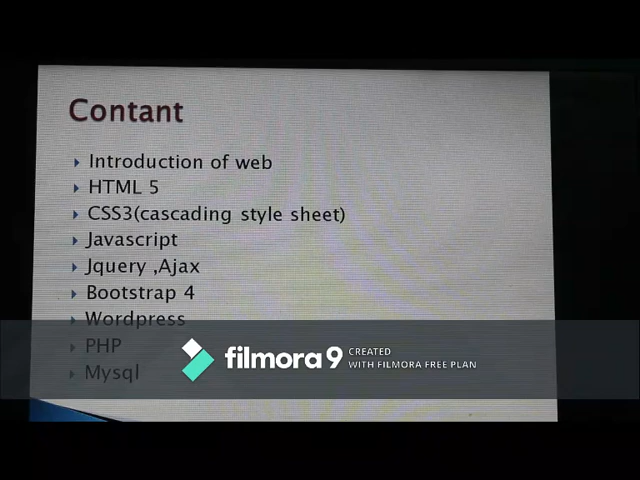 Contant
Introduction of web
HTML 5
CSS3(cascading style sheet)
Javascript
Jquery ,Ajax
Bootstrap 4
Wordpress
PHP
Mysql
filmora9 CREATED
WITH FILMORA FREE PLAN